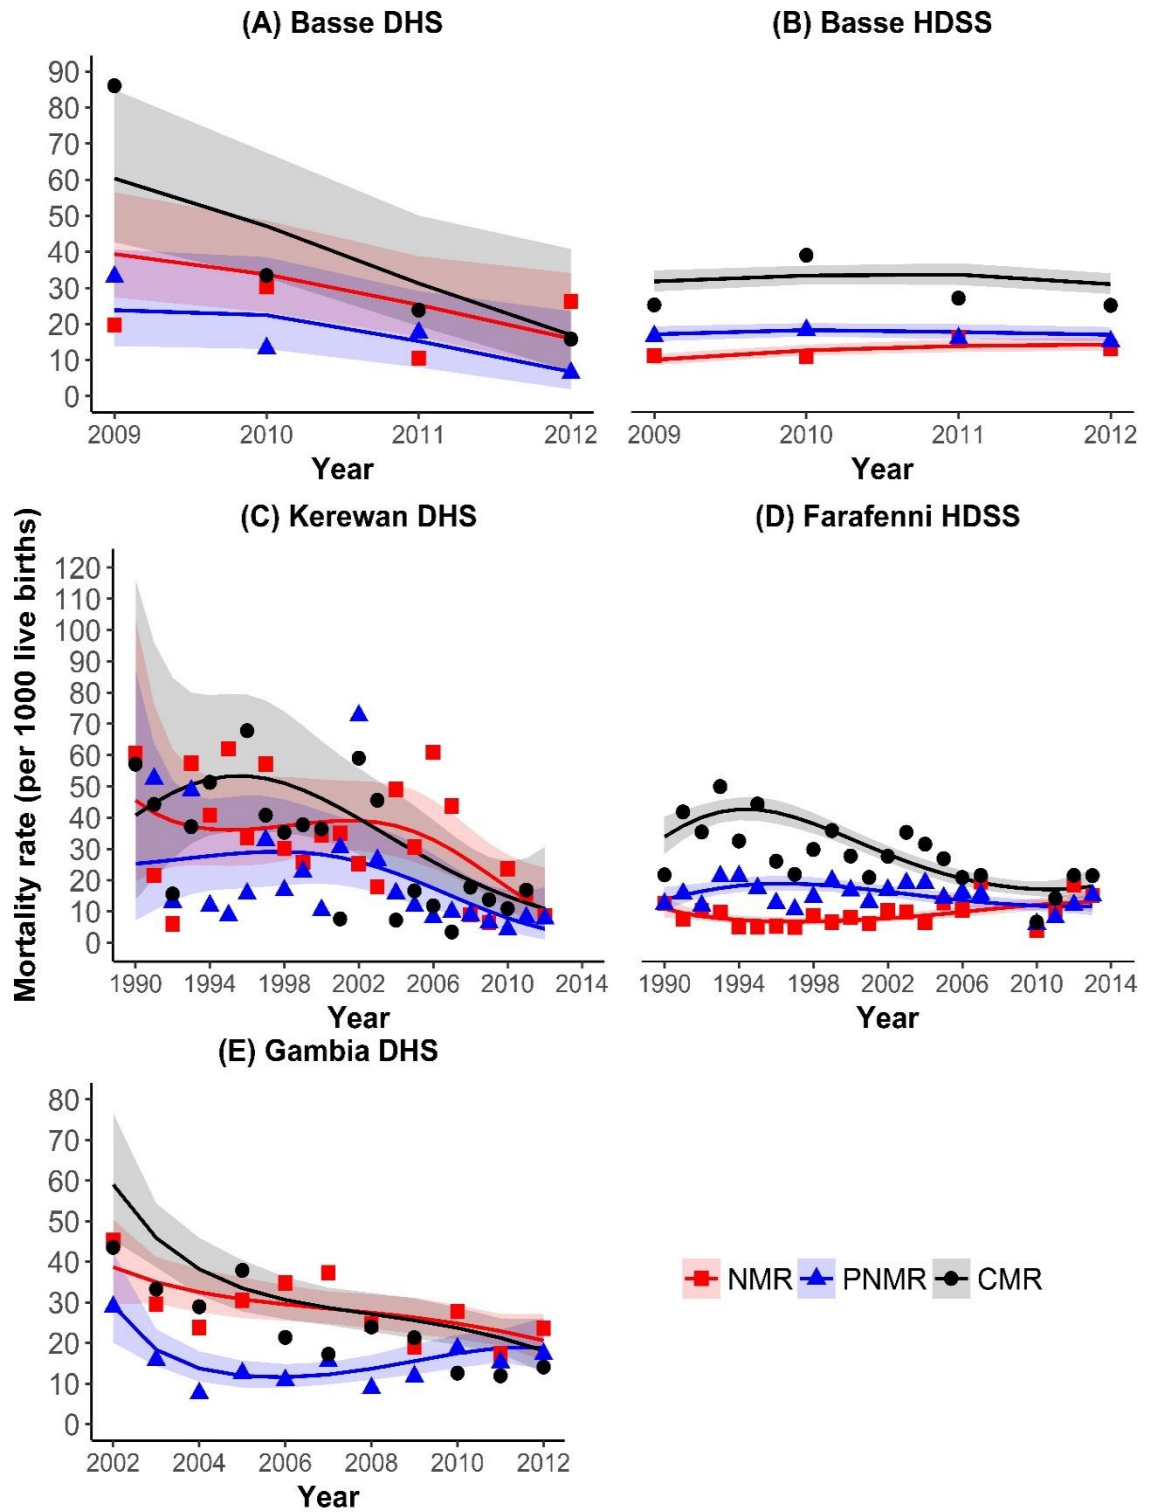 (A) Basse DHS
(B) Basse HDSS
90
80
70
60
50
40
30
20
10
0
2009 2010 2011 2012
2009 2010 2011 2012
Year
Year
Mortality rate (per 1000 live births)
(C) Kerewan DHS
(D) Farafenni HDSS
120
110
100
90
80
70
60
50
40
30
20
10
0
1990 1994 1998 2002 2006 2010 2014
1990 1994 1998 2002 2006 2010 2014
Year
Year
(E) Gambia DHS
80
70
60
50
40
30
20
10
0
2002 2004 2006 2008 2010 2012
Year
NMR PNMR CMR